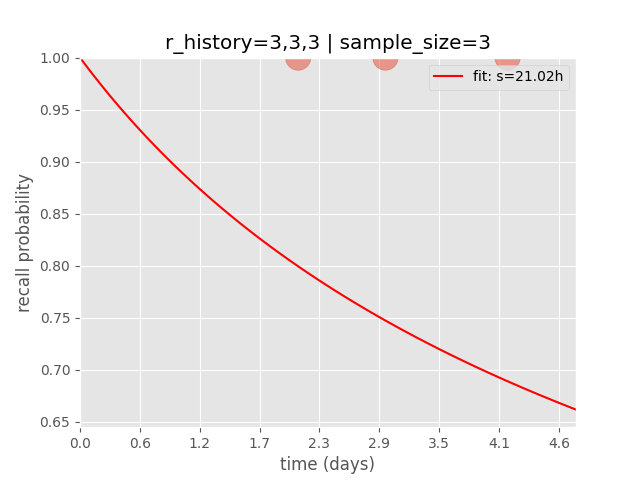 r_history=3,3,3 | sample_size=3
fit: s=21.02h
1.00
0.95
0.90
0.85
0.80
0.75
0.70
0.65
recall probability
0.0 0.6 1.2 1.7 2.3 2.9 3.5 4.1 4.6
time (days)